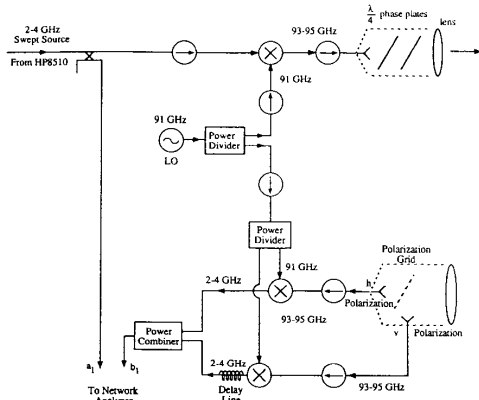 2-4 GHz
Swept Source
From HP8510
93-95 GHz
λ/4 phase plates
lens
91 GHz
91 GHz
LO
Power
Divider
Power
Divider
91 GHz
2-4 GHz
93-95 GHz
Polarization
Grid
h
Polarization
v
Polarization
Power
Combiner
a1
b1
2-4 GHz
Delay
Line
93-95 GHz
To Network
Analyzer